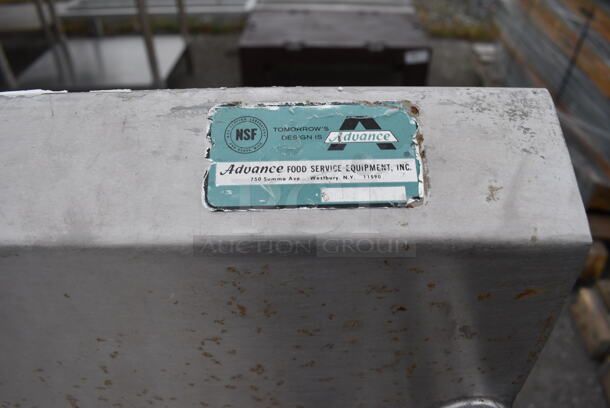 NSF
TOMORROW'S
DESIGN IS
Advance
Advance FOOD SERVICE EQUIPMENT, INC.
750 Summa Ave. Westbury, N.Y. 11590
AUCTION GROUP